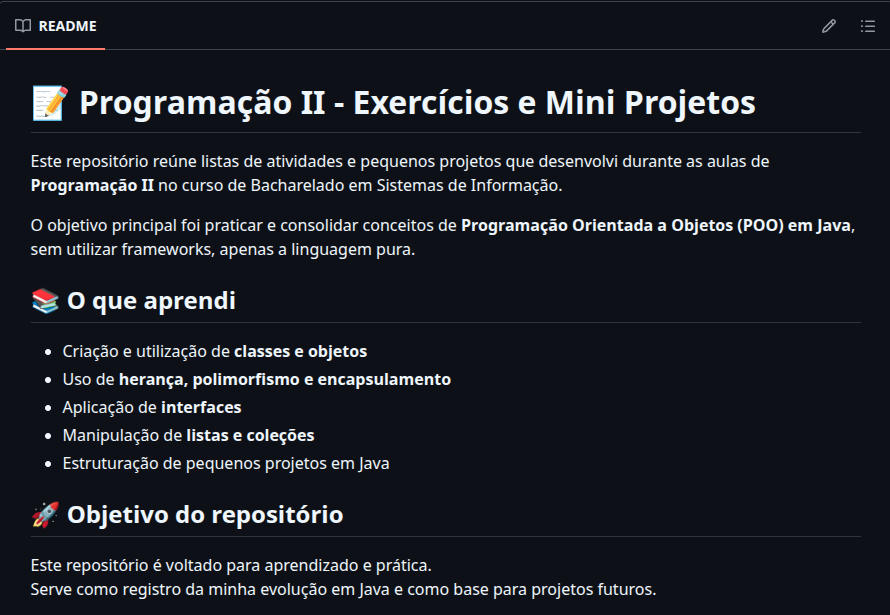 README
📝 Programação II - Exercícios e Mini Projetos
Este repositório reúne listas de atividades e pequenos projetos que desenvolvi durante as aulas de
Programação II no curso de Bacharelado em Sistemas de Informação.
O objetivo principal foi praticar e consolidar conceitos de Programação Orientada a Objetos (POO) em Java,
sem utilizar frameworks, apenas a linguagem pura.
📚 O que aprendi
• Criação e utilização de classes e objetos
• Uso de herança, polimorfismo e encapsulamento
• Aplicação de interfaces
• Manipulação de listas e coleções
• Estruturação de pequenos projetos em Java
🚀 Objetivo do repositório
Este repositório é voltado para aprendizado e prática.
Serve como registro da minha evolução em Java e como base para projetos futuros.